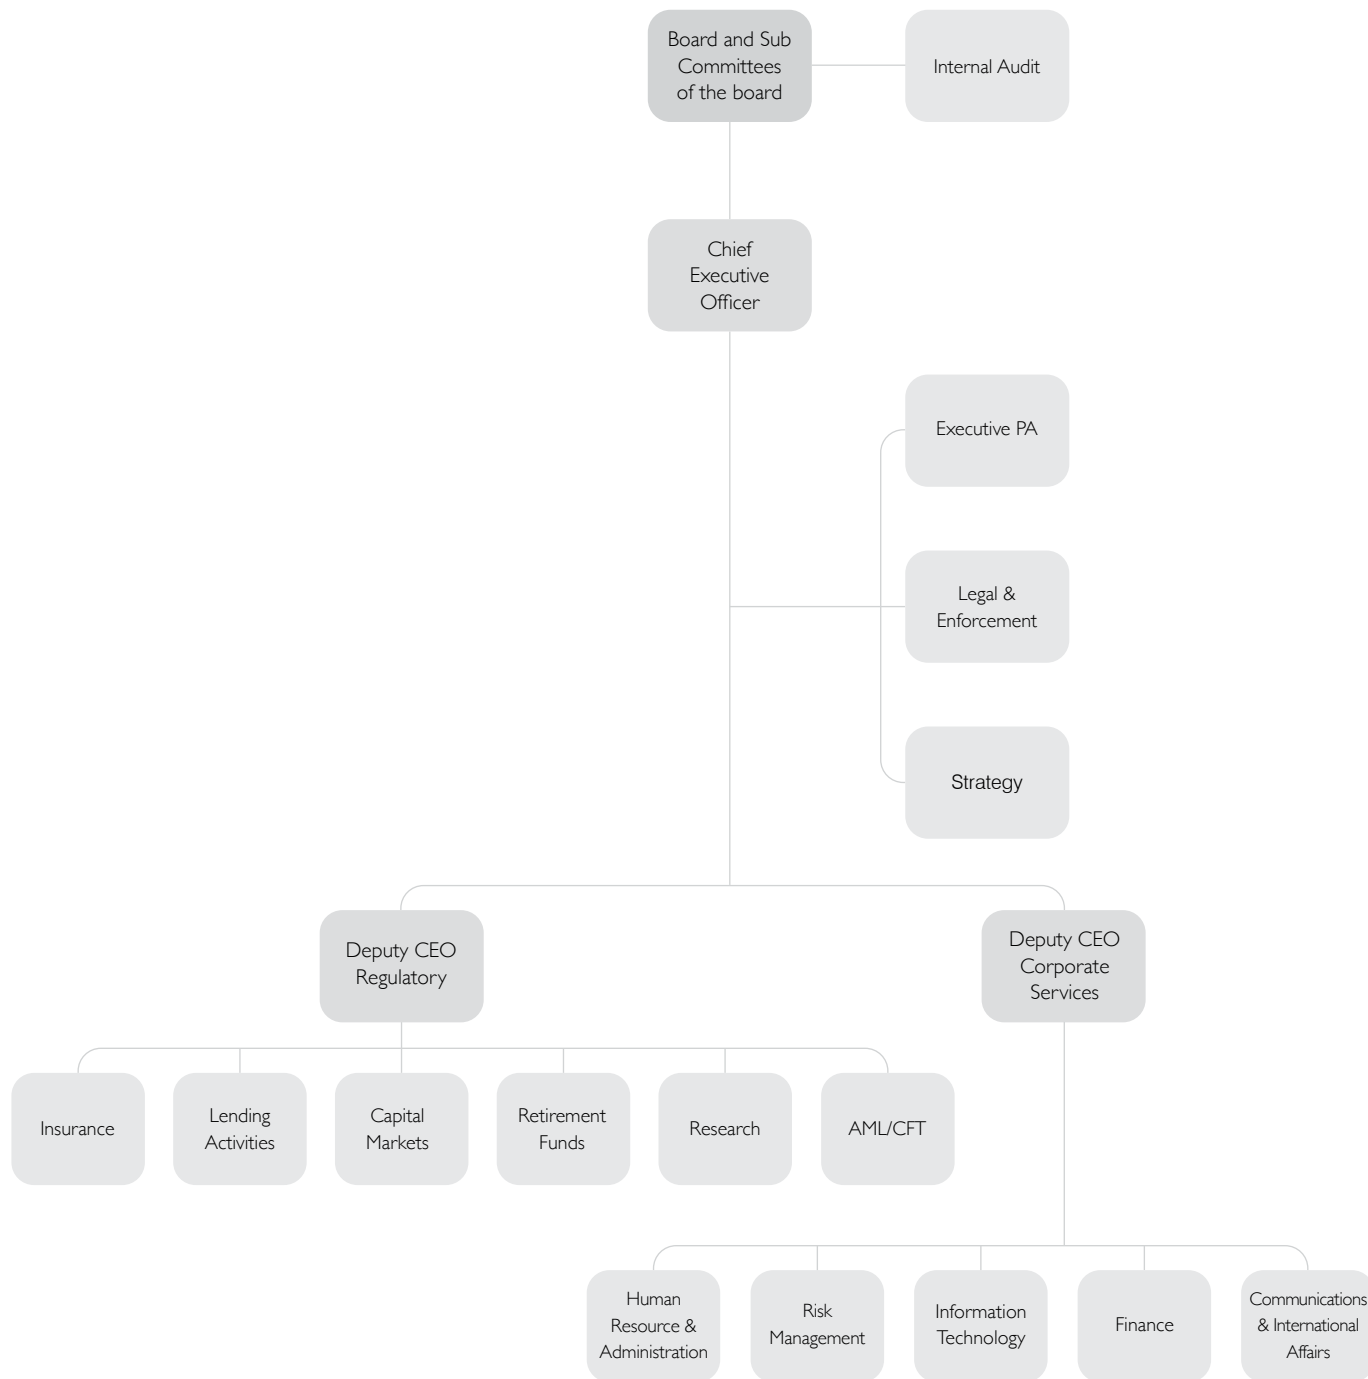 Board and Sub
Committees
of the board
Internal Audit
Chief
Executive
Officer
Executive PA
Legal &
Enforcement
Strategy
Deputy CEO
Regulatory
Deputy CEO
Corporate
Services
Insurance
Lending
Activities
Capital
Markets
Retirement
Funds
Research
AML/CFT
Human
Resource &
Administration
Risk
Management
Information
Technology
Finance
Communications
& International
Affairs